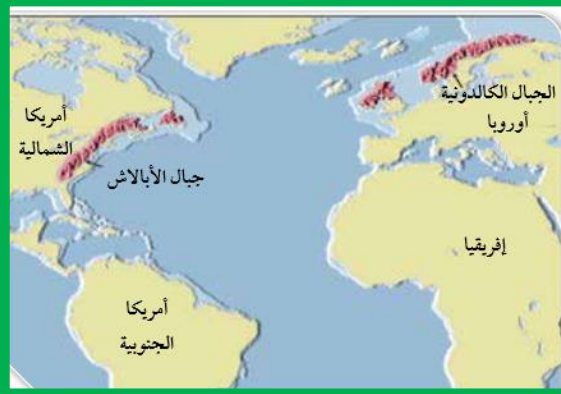 الجبال الكالدونية
أوروبا
أمريكا
الشمالية
جبال الأبالاش
إفريقيا
أمريكا
الجنوبية